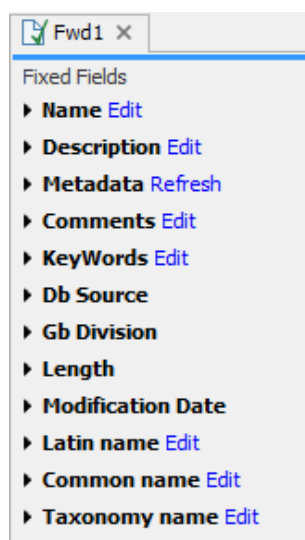 Fwd1
Fixed Fields
Name Edit
Description Edit
Metadata Refresh
Comments Edit
KeyWords Edit
Db Source
Gb Division
Length
Modification Date
Latin name Edit
Common name Edit
Taxonomy name Edit